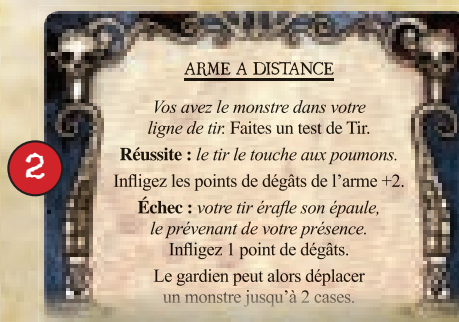 ARME A DISTANCE
Vos avez le monstre dans votre
ligne de tir. Faites un test de Tir.
Réussite : le tir le touche aux poumons.
Infligez les points de dégâts de l'arme +2.
Échec : votre tir érafle son épaule,
le prévenant de votre présence.
Infligez 1 point de dégâts.
Le gardien peut alors déplacer
un monstre jusqu'à 2 cases.
2